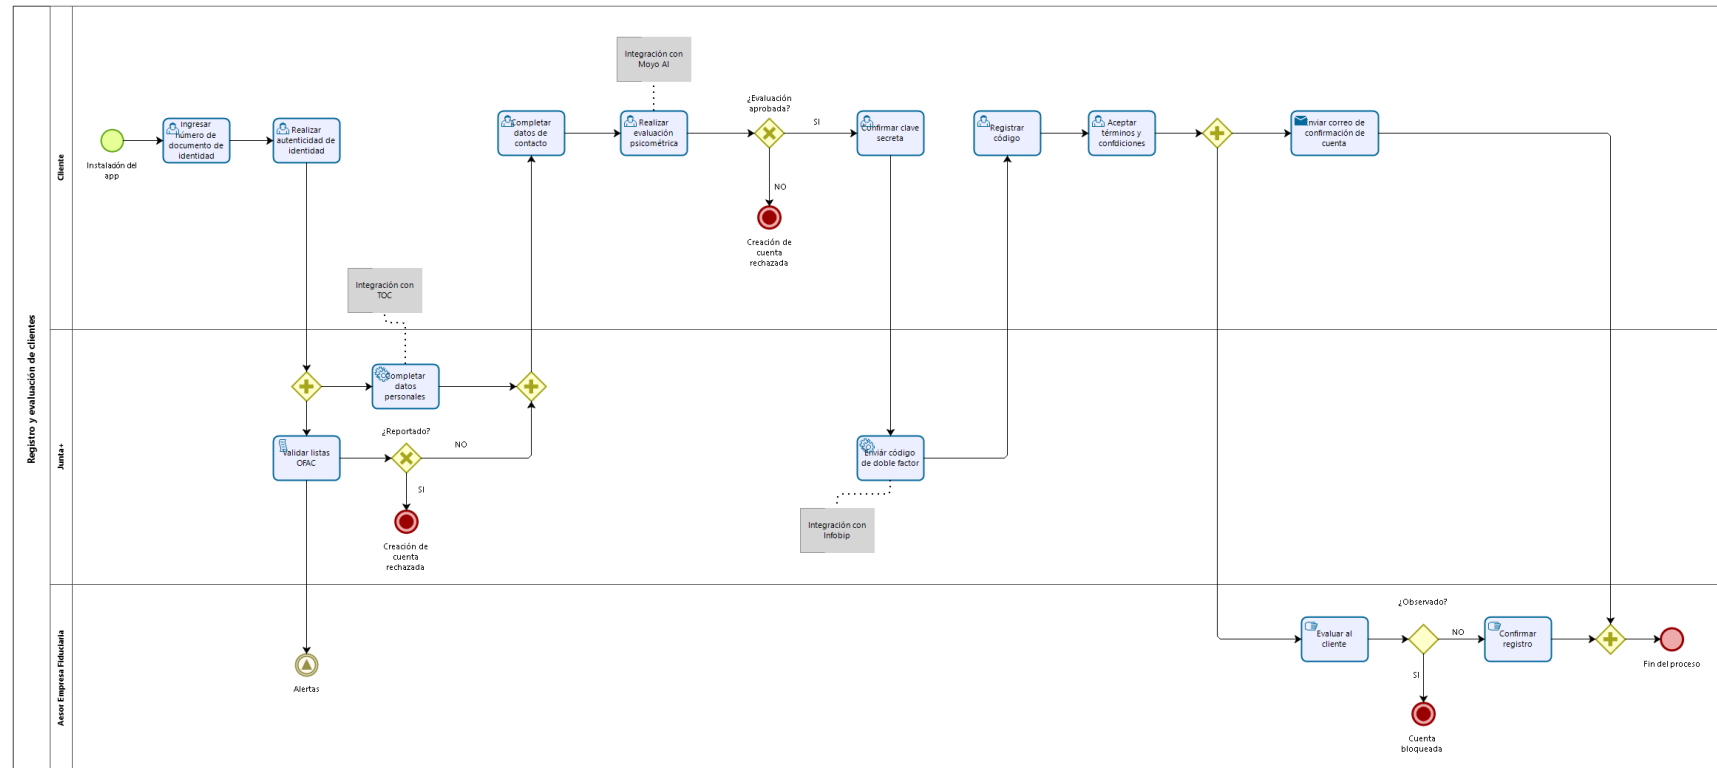 Registro y evaluación de clientes
Cliente
Instaladón del
app
Ingresar
número de
documento de
identidad
Realizar
autenticidad de
identidad
Completar
datos de
contacto
Integración con
Moyo AI
Realizar
evaluación
psicométrica
¿Evaluación
aprobada?
SI
NO
Creación de
cuenta
rechazada
Confirmar clave
secreta
Registrar
código
Aceptar
términos y
confdiciones
Enviar correo de
confirmación de
cuenta
Junta+
Integración con
TOC
Completar
datos
personales
Validar listas
OFAC
¿Reportado?
NO
SI
Creación de
cuenta
rechazada
Enviár código
de doble factor
Integración con
Infobip
Aesor Empresa Fiduciaria
Alertas
Evaluar al
cliente
¿Observado?
NO
SI
Cuenta
bloqueada
Confirmar
registro
Fin del proceso